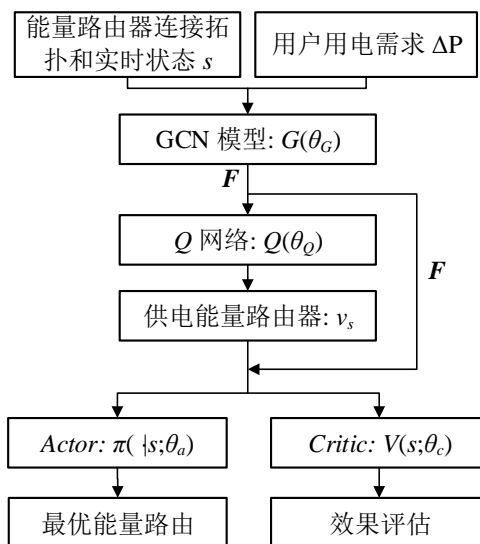 能量路由器连接拓
扑和实时状态 s
用户用电需求 ΔP
GCN 模型: G(θG)
F
Q 网络: Q(θQ)
F
供电能量路由器: vs
Actor: π( ·|s;θa)
Critic: V(s;θc)
最优能量路由
效果评估